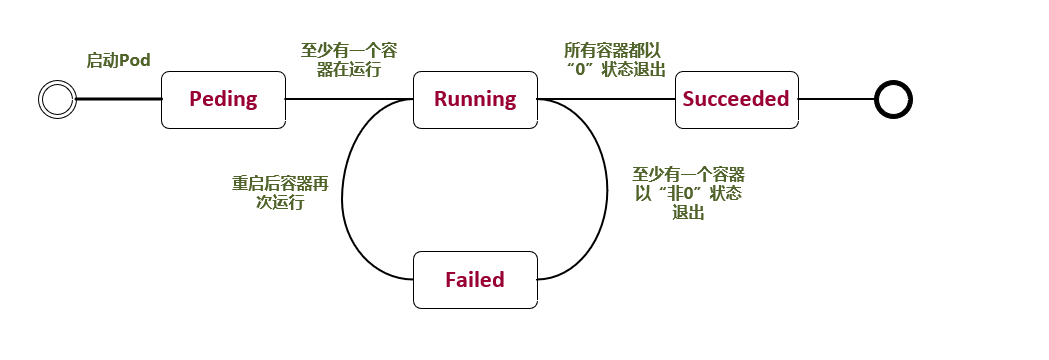 启动Pod
至少有一个容
器在运行
所有容器都以
“0”状态退出
Peding
Running
Succeeded
重启后容器再
次运行
至少有一个容器
以“非0”状态
退出
Failed